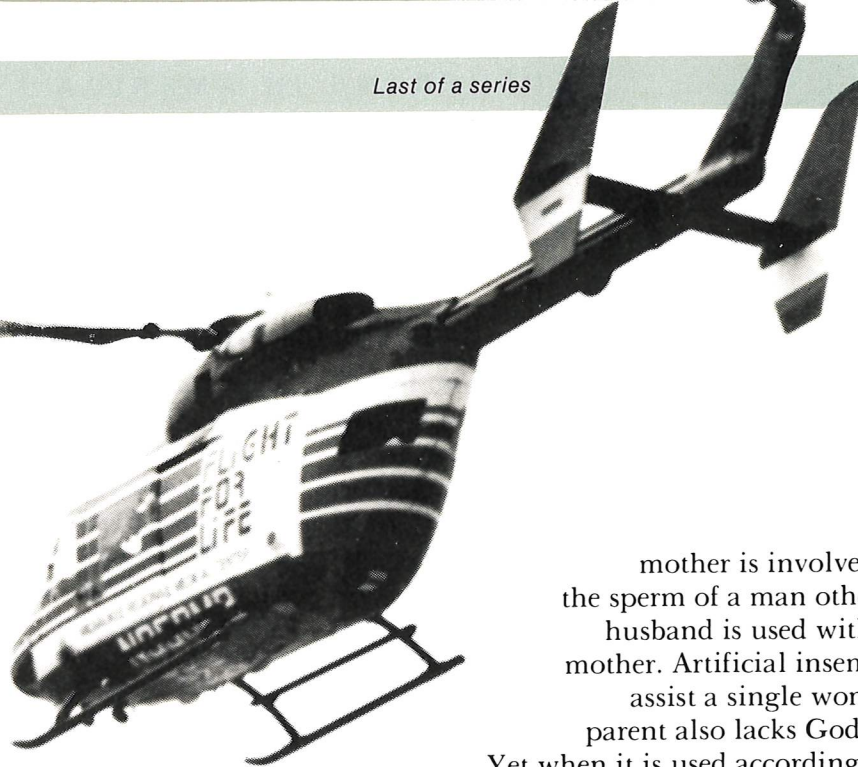 Last of a series
FLIGHT
FOR
LIFE
mother is involve
the sperm of a man oth
husband is used wit
mother. Artificial insen
assist a single wor
parent also lacks God
Yet when it is used according